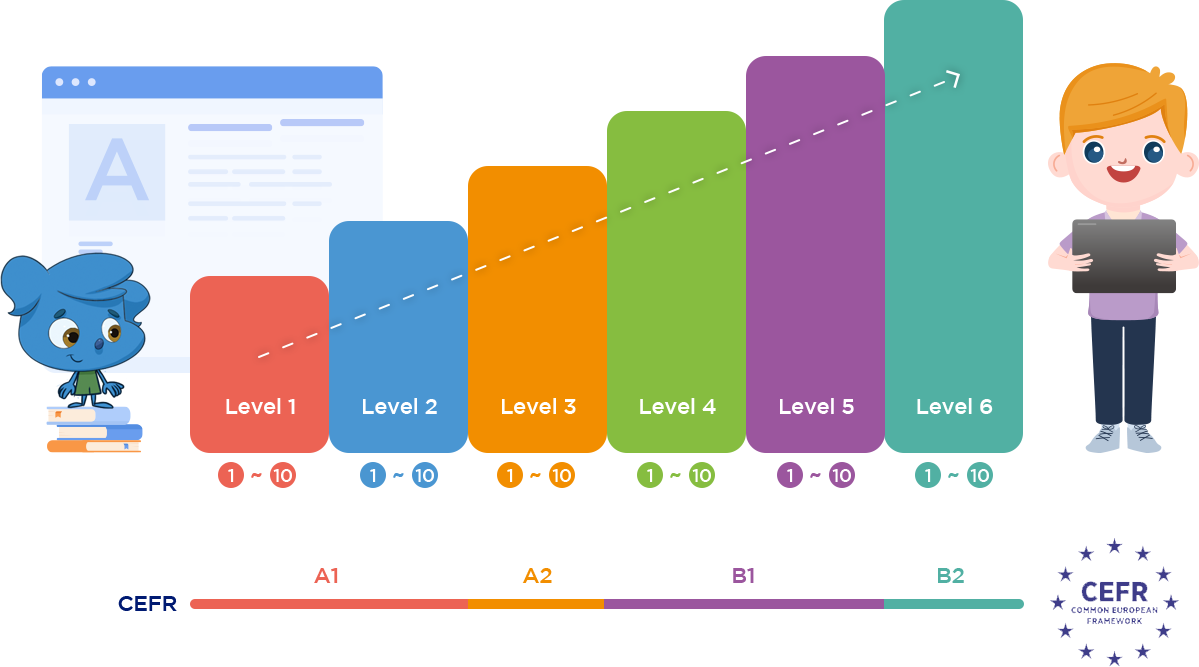 A
Level 1
Level 2
Level 3
Level 4
Level 5
Level 6
1 ~ 10
1 ~ 10
1 ~ 10
1 ~ 10
1 ~ 10
1 ~ 10
A1
A2
B1
B2
CEFR
CEFR
COMMON EUROPEAN
FRAMEWORK